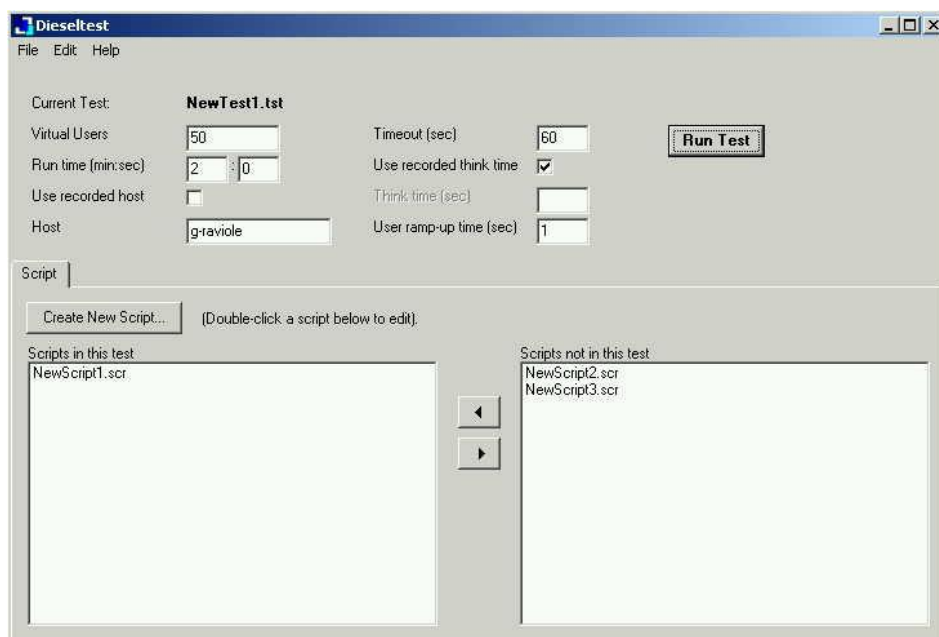 Dieseltest
File Edit Help
Current Test: NewTest1.tst
Virtual Users 50 Timeout (sec) 60 Run Test
Run time (min:sec) 2 : 0 Use recorded think time
Use recorded host Think time (sec)
Host g-raviole User ramp-up time (sec) 1
Script
Create New Script... (Double-click a script below to edit).
Scripts in this test Scripts not in this test
NewScript1.scr NewScript2.scr
NewScript3.scr